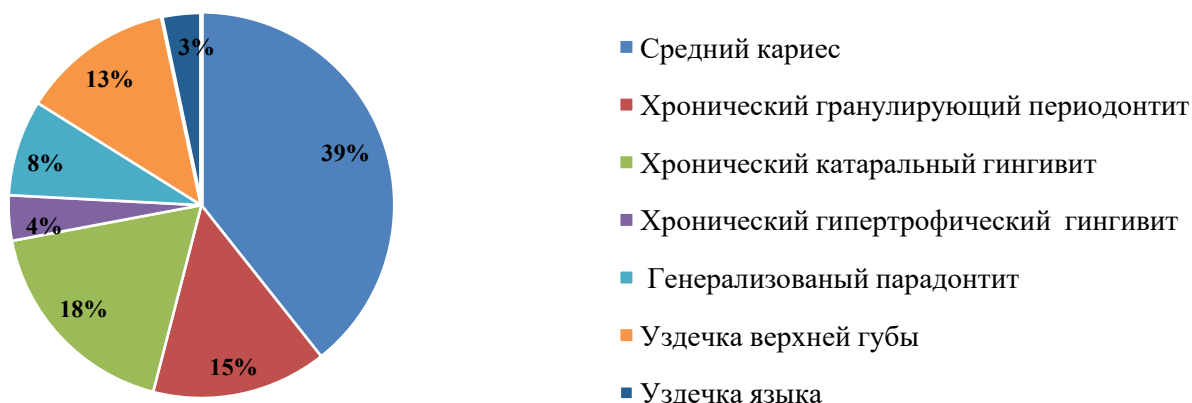 3%
13%
39%
8%
4%
18%
15%
Средний кариес
Хронический гранулирующий периодонтит
Хронический катаральный гингивит
Хронический гипертрофический гингивит
Генерализованый парадонтит
Уздечка верхней губы
Уздечка языка